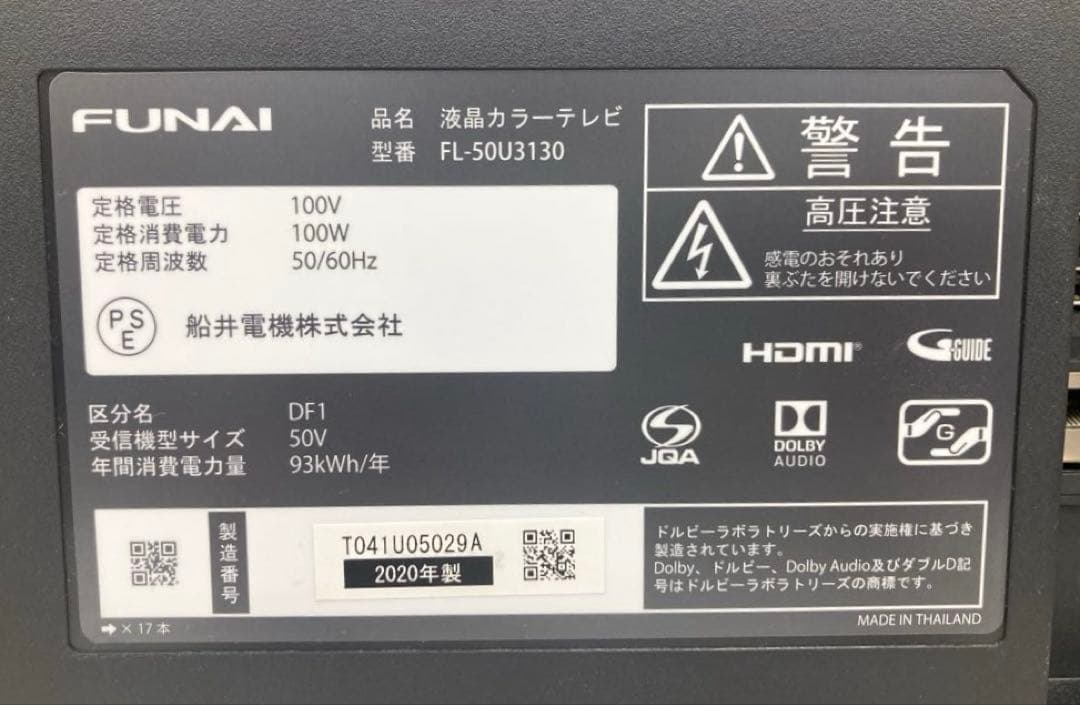 FUNAI
品名 液晶カラーテレビ
型番 FL-50U3130
定格電圧 100V
定格消費電力 100W
定格周波数 50/60Hz
PSE
船井電機株式会社
警告
高圧注意
感電のおそれあり
裏ぶたを開けないでください
HDMI®
G-GUIDE
区分名 DF1
受信機型サイズ 50V
年間消費電力量 93kWh/年
JQA
DOLBY
AUDIO
G
製造番号
T041U05029A
2020年製
ドルビーラボラトリーズからの実施権に基づき
製造されています。
Dolby、ドルビー、Dolby Audio及びダブルD記
号はドルビーラボラトリーズの商標です。
➡× 17本
MADE IN THAILAND